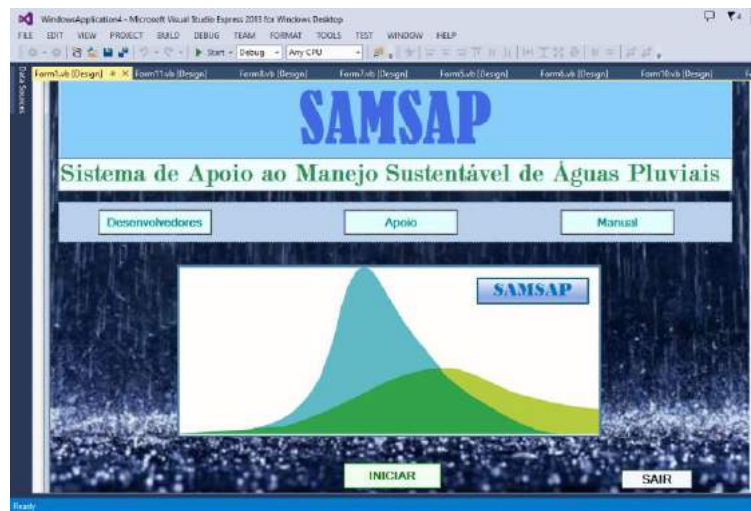 WindowsApplication4 - Microsoft Visual Studio Express 2013 for Windows Desktop
FILE EDIT VIEW PROJECT BUILD DEBUG TEAM FORMAT TOOLS TEST WINDOW HELP
Start Debug Any CPU
Data Sources
Form1.vb [Design] Form11.vb [Design] Form8.vb [Design] Form7.vb [Design] Form5.vb [Design] Form6.vb [Design] Form10.vb [Design]
SAMSAP
Sistema de Apoio ao Manejo Sustentável de Águas Pluviais
Desenvolvedores Apoio Manual
SAMSAP
INICIAR SAIR
Ready